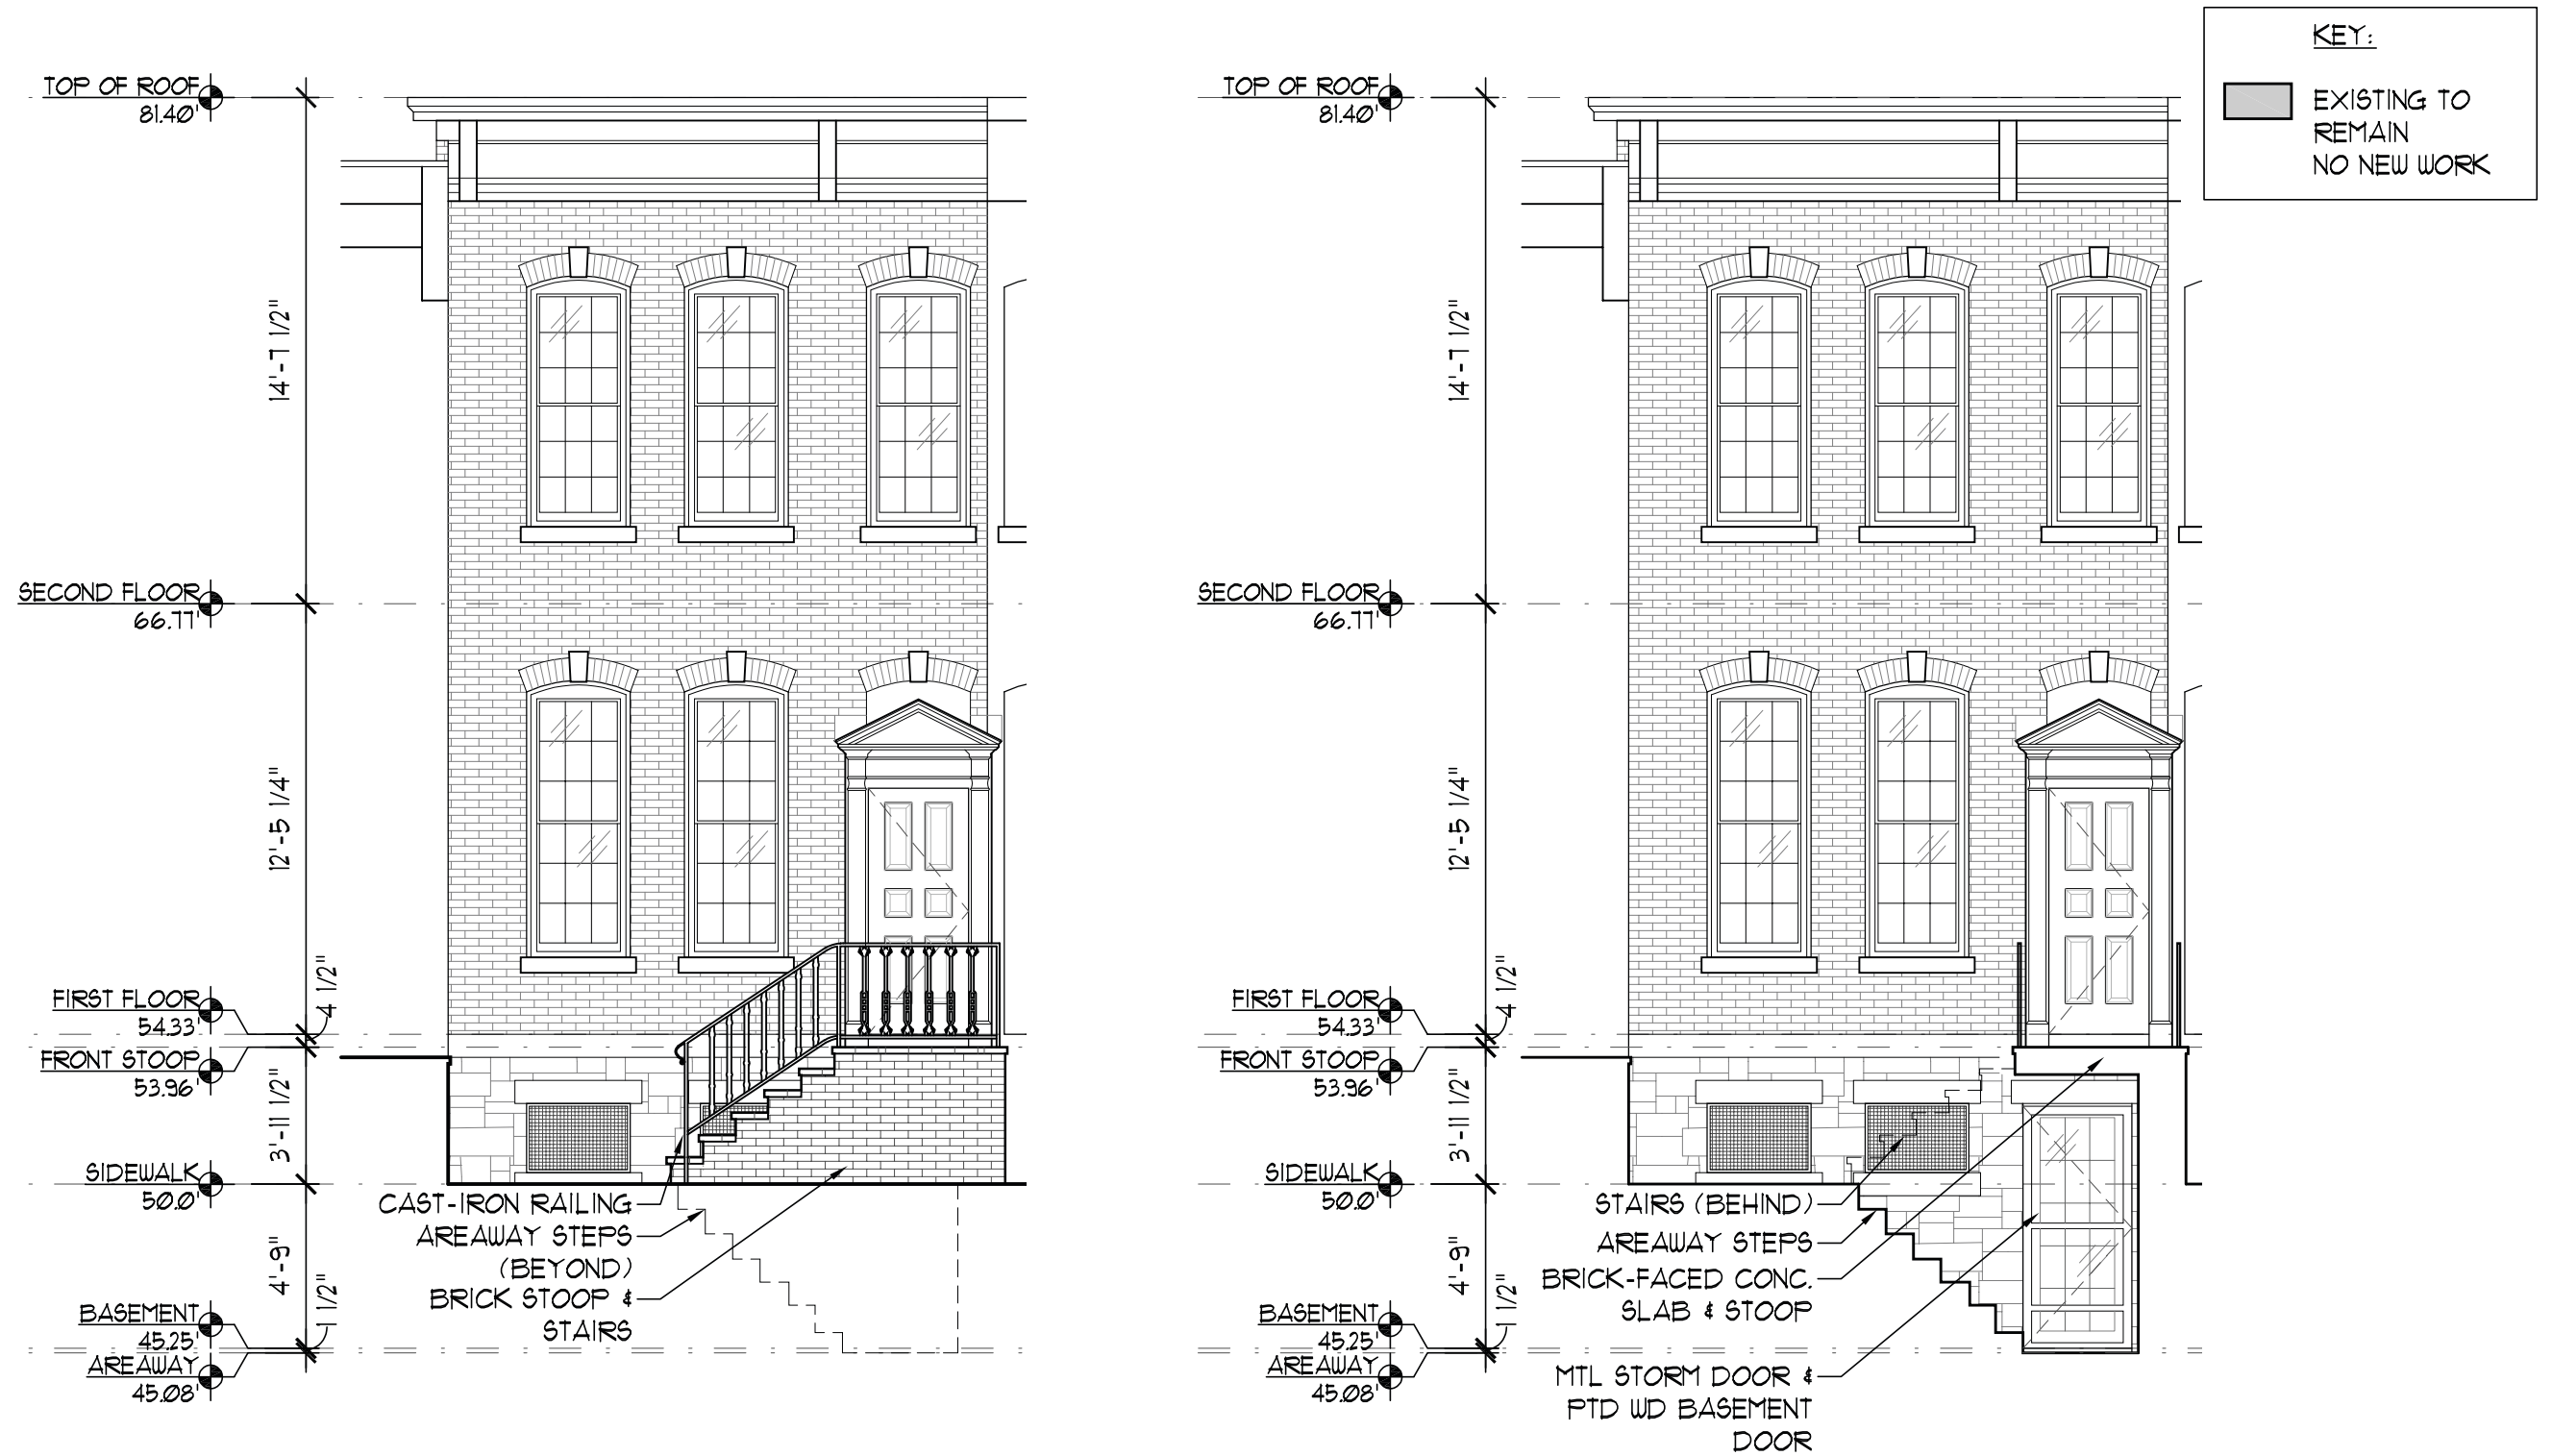 KEY:
EXISTING TO
REMAIN
NO NEW WORK
TOP OF ROOF
81.40'
14'-7 1/2"
SECOND FLOOR
66.77'
12'-5 1/4"
4 1/2"
FIRST FLOOR
54.33'
FRONT STOOP
53.96'
3'-11 1/2"
SIDEWALK
50.0'
4'-9"
1 1/2"
BASEMENT
45.25'
AREAWAY
45.08'
CAST-IRON RAILING
AREAWAY STEPS
(BEYOND)
BRICK STOOP &
STAIRS
TOP OF ROOF
81.40'
14'-7 1/2"
SECOND FLOOR
66.77'
12'-5 1/4"
4 1/2"
FIRST FLOOR
54.33'
FRONT STOOP
53.96'
3'-11 1/2"
SIDEWALK
50.0'
4'-9"
1 1/2"
BASEMENT
45.25'
AREAWAY
45.08'
STAIRS (BEHIND)
AREAWAY STEPS
BRICK-FACED CONC.
SLAB & STOOP
MTL STORM DOOR &
PTD WD BASEMENT
DOOR